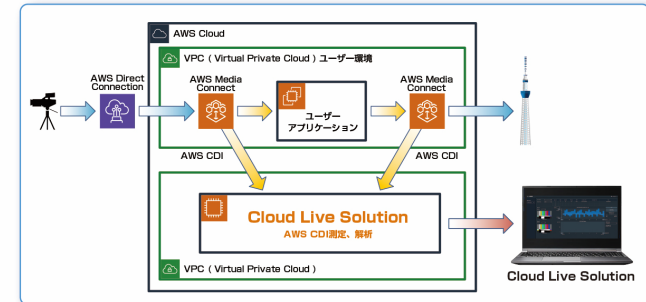 AWS Cloud
VPC ( Virtual Private Cloud ) ユーザー環境
AWS Direct
Connection
AWS Media
Connect
ユーザー
アプリケーション
AWS Media
Connect
AWS CDI
AWS CDI
Cloud Live Solution
AWS CDI測定、解析
VPC ( Virtual Private Cloud )
Cloud Live Solution